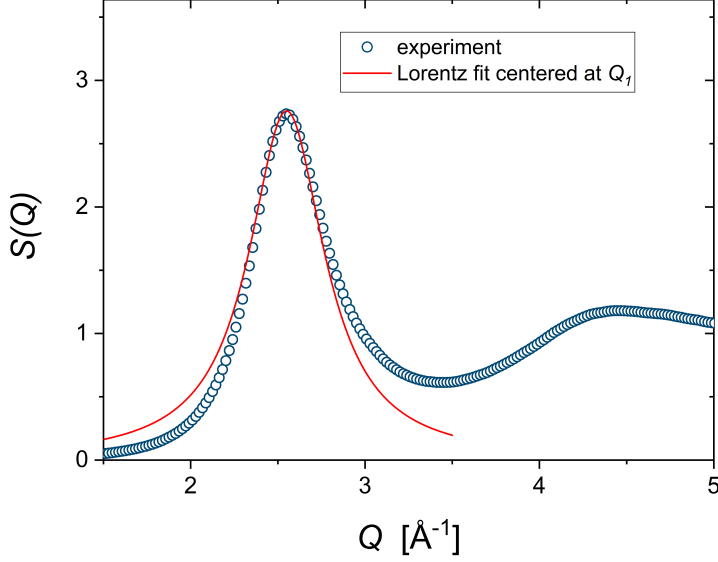 experiment
Lorentz fit centered at Q₁
S(Q)
3
2
1
0
2
3
4
5
Q [Å⁻¹]